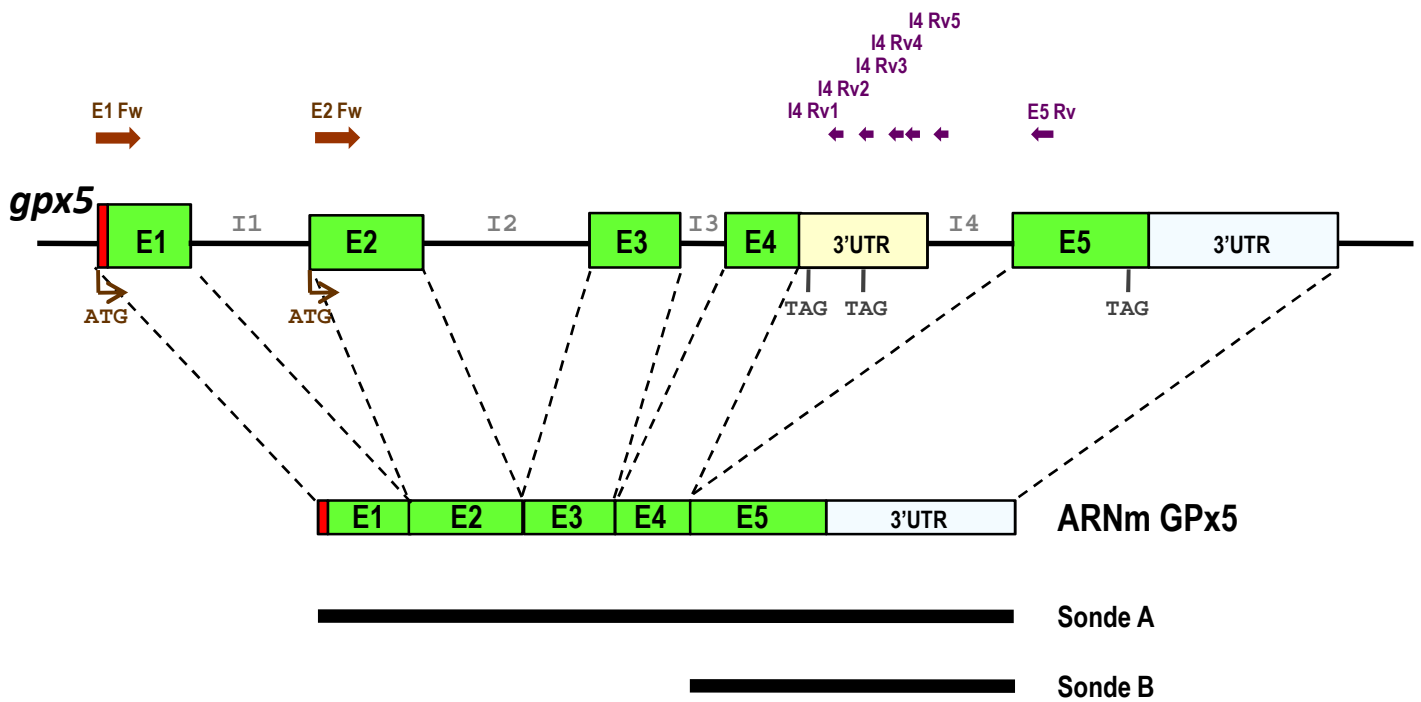 I4 Rv5
I4 Rv4
I4 Rv3
I4 Rv2
I4 Rv1
E1 Fw
E2 Fw
E5 Rv
gpx5
E1
I1
E2
I2
E3
I3
E4
3'UTR
I4
E5
3'UTR
ATG
ATG
TAG
TAG
TAG
E1
E2
E3
E4
E5
3'UTR
ARNm GPx5
Sonde A
Sonde B